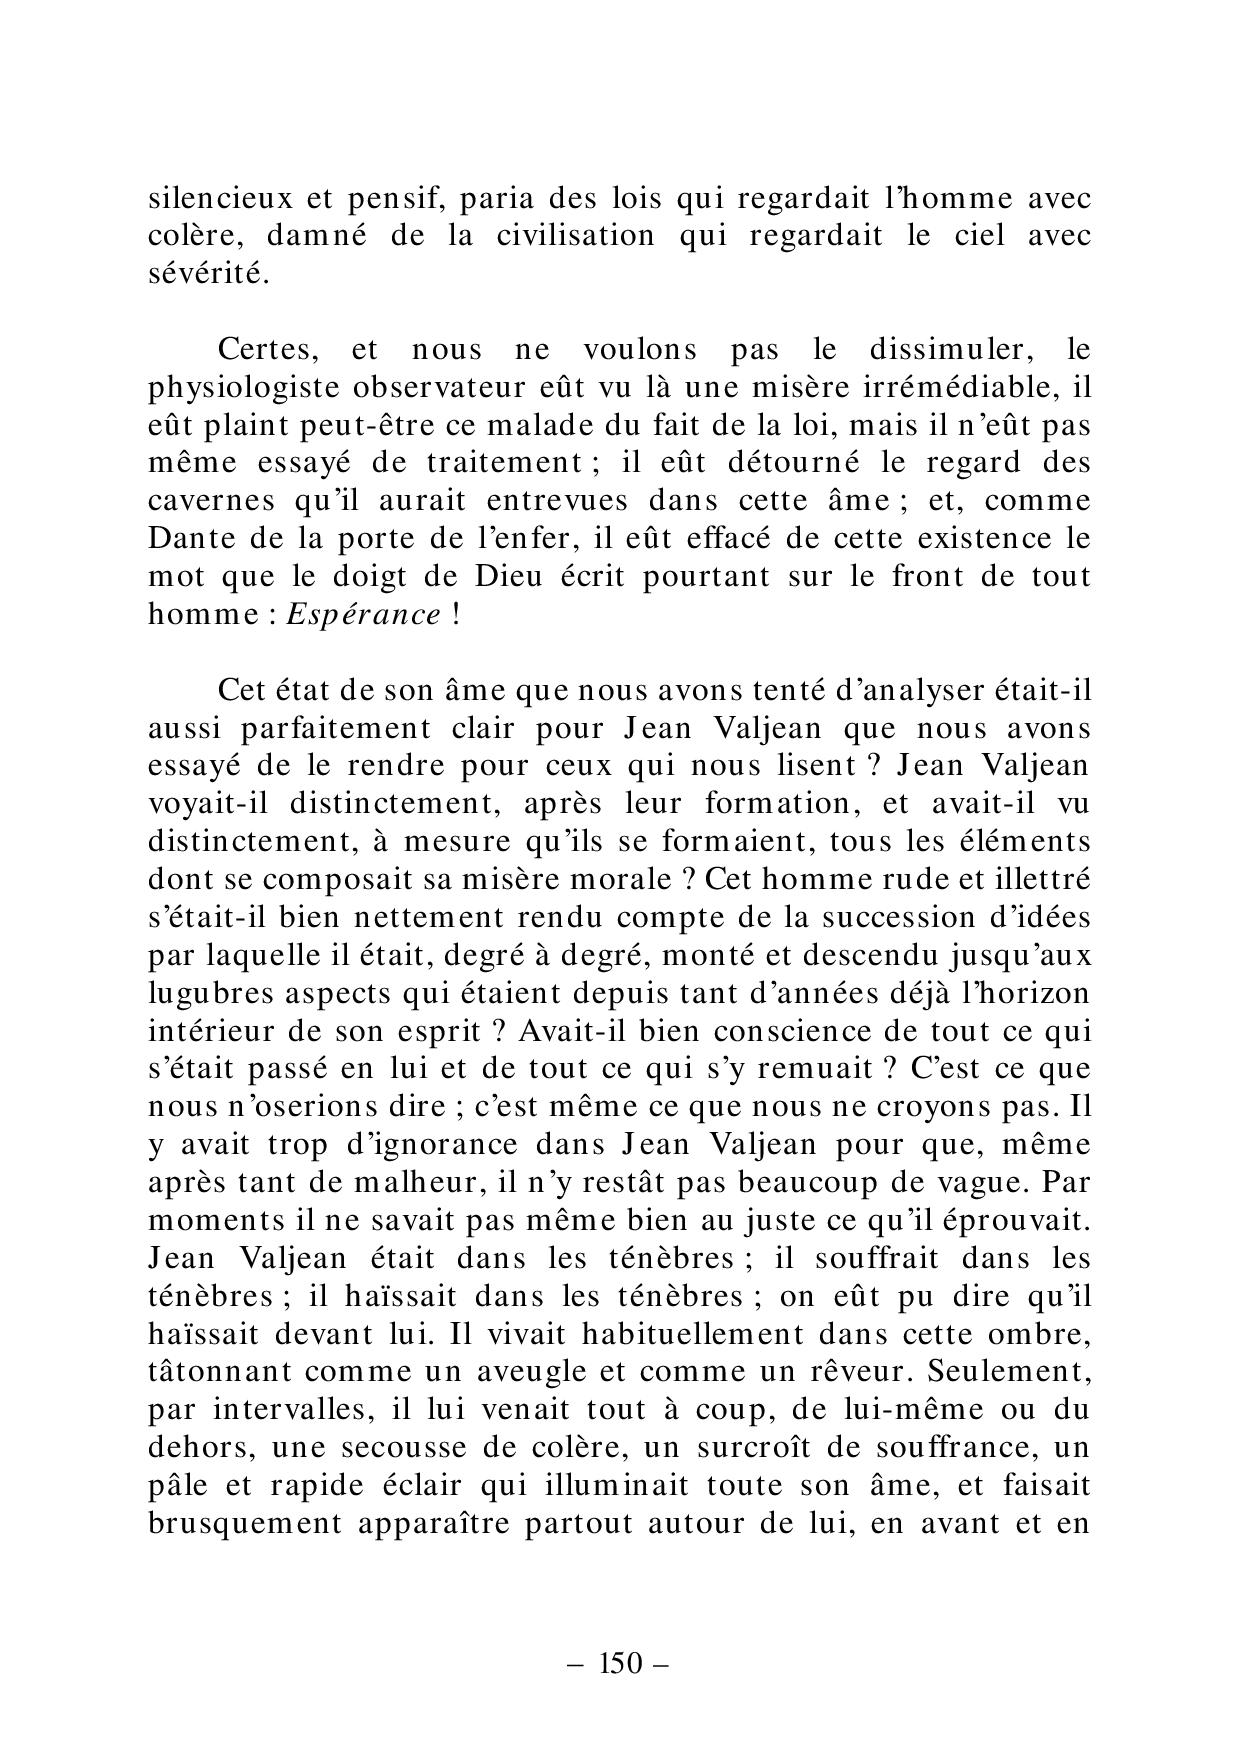 silencieux et pensif, paria des lois qui regardait l’homme avec
colère, damné de la civilisation qui regardait le ciel avec
sévérité.
Certes, et nous ne voulons pas le dissimuler, le
physiologiste observateur eût vu là une misère irrémédiable, il
eût plaint peut-être ce malade du fait de la loi, mais il n’eût pas
même essayé de traitement ; il eût détourné le regard des
cavernes qu’il aurait entrevues dans cette âme ; et, comme
Dante de la porte de l’enfer, il eût effacé de cette existence le
mot que le doigt de Dieu écrit pourtant sur le front de tout
homme : Espérance !
Cet état de son âme que nous avons tenté d’analyser était-il
aussi parfaitement clair pour Jean Valjean que nous avons
essayé de le rendre pour ceux qui nous lisent ? Jean Valjean
voyait-il distinctement, après leur formation, et avait-il vu
distinctement, à mesure qu’ils se formaient, tous les éléments
dont se composait sa misère morale ? Cet homme rude et illettré
s’était-il bien nettement rendu compte de la succession d’idées
par laquelle il était, degré à degré, monté et descendu jusqu’aux
lugubres aspects qui étaient depuis tant d’années déjà l’horizon
intérieur de son esprit ? Avait-il bien conscience de tout ce qui
s’était passé en lui et de tout ce qui s’y remuait ? C’est ce que
nous n’oserions dire ; c’est même ce que nous ne croyons pas. Il
y avait trop d’ignorance dans Jean Valjean pour que, même
après tant de malheur, il n’y restât pas beaucoup de vague. Par
moments il ne savait pas même bien au juste ce qu’il éprouvait.
Jean Valjean était dans les ténèbres ; il souffrait dans les
ténèbres ; il haïssait dans les ténèbres ; on eût pu dire qu’il
haïssait devant lui. Il vivait habituellement dans cette ombre,
tâtonnant comme un aveugle et comme un rêveur. Seulement,
par intervalles, il lui venait tout à coup, de lui-même ou du
dehors, une secousse de colère, un surcroît de souffrance, un
pâle et rapide éclair qui illuminait toute son âme, et faisait
brusquement apparaître partout autour de lui, en avant et en
– 150 –